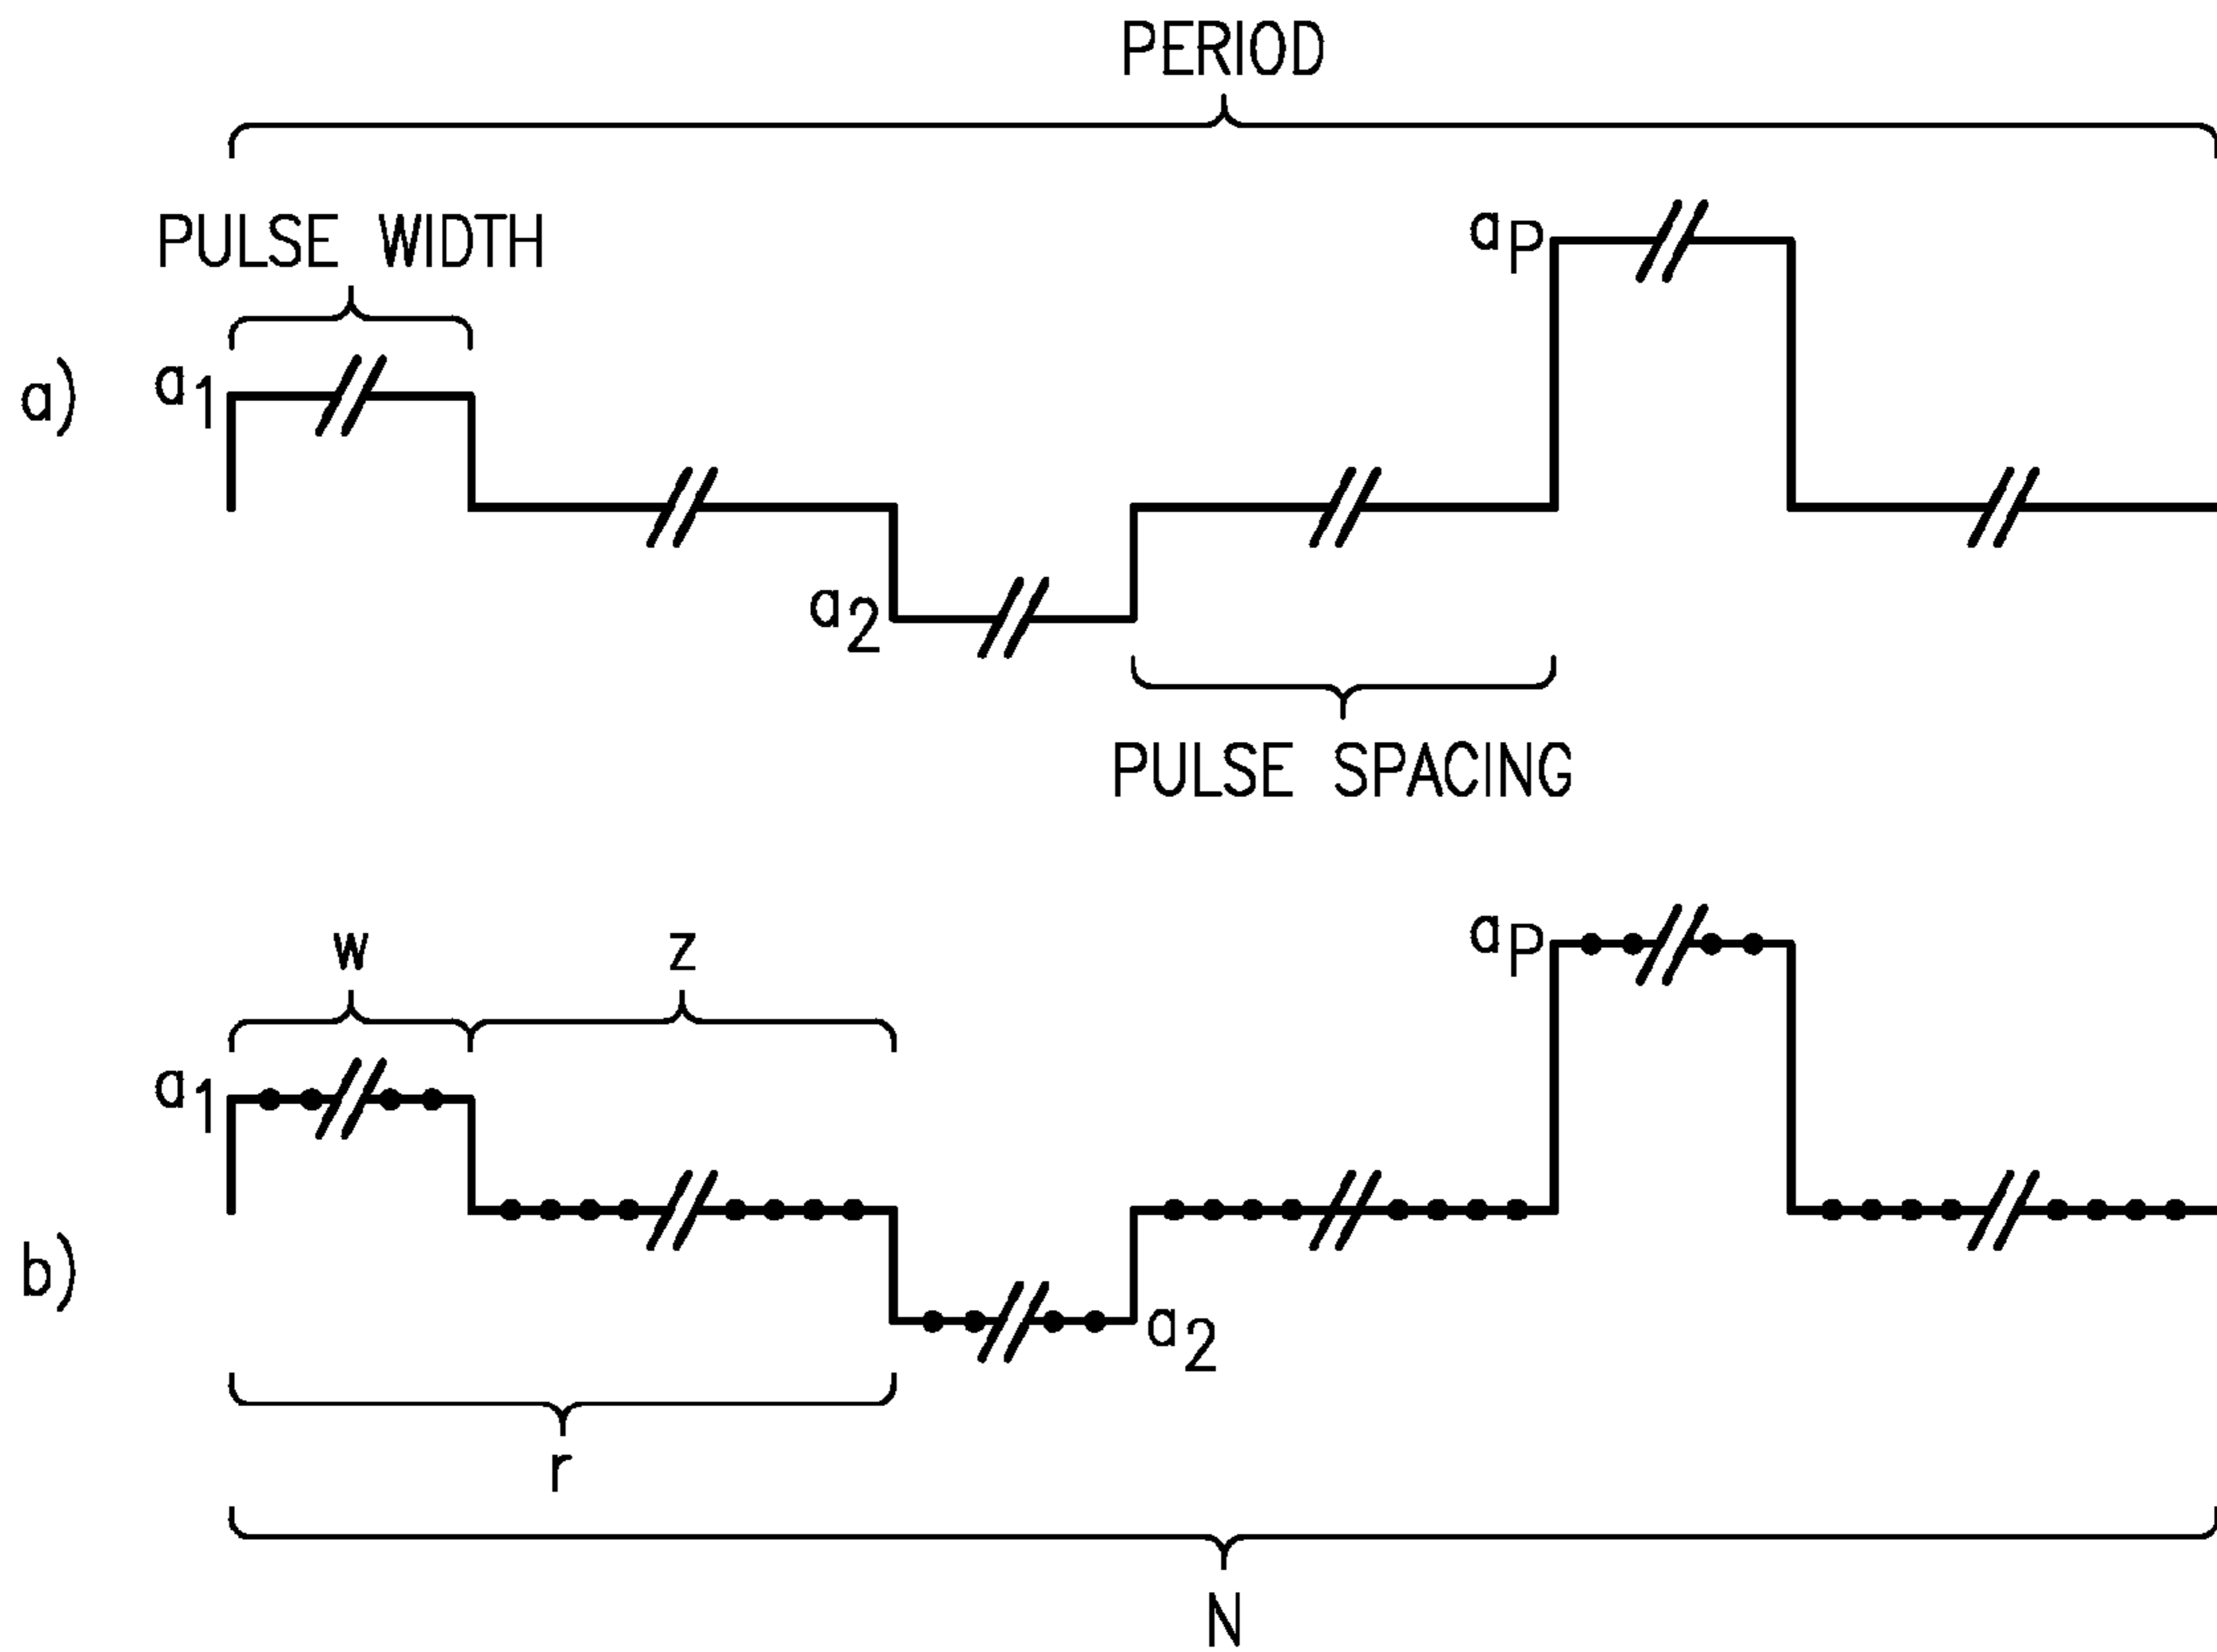 PERIOD
PULSE WIDTH
aP
a)
a1
a2
PULSE SPACING
w
z
aP
a1
b)
a2
r
N